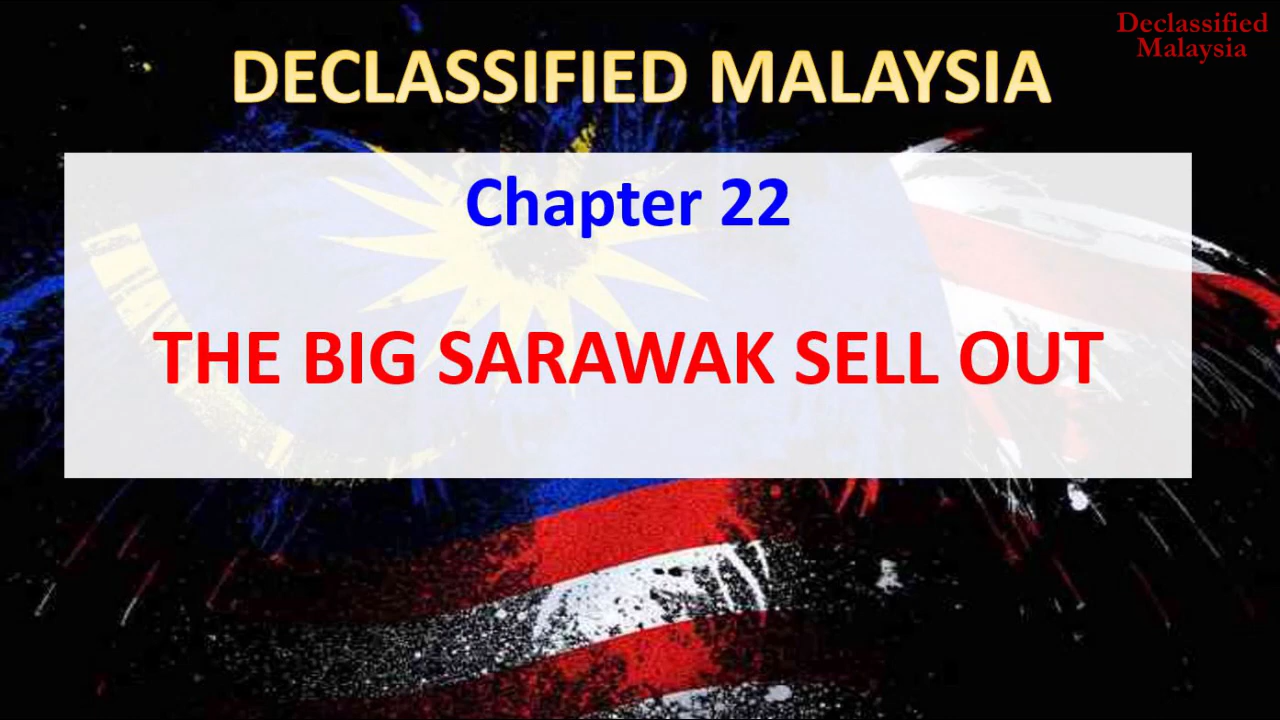 Declassified
Malaysia
DECLASSIFIED MALAYSIA
Chapter 22
THE BIG SARAWAK SELL OUT